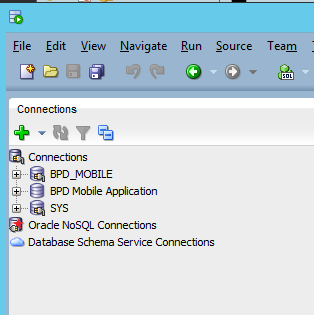 File Edit View Navigate Run Source Team
SQL
Connections
Connections
BPD_MOBILE
BPD Mobile Application
SYS
Oracle NoSQL Connections
Database Schema Service Connections